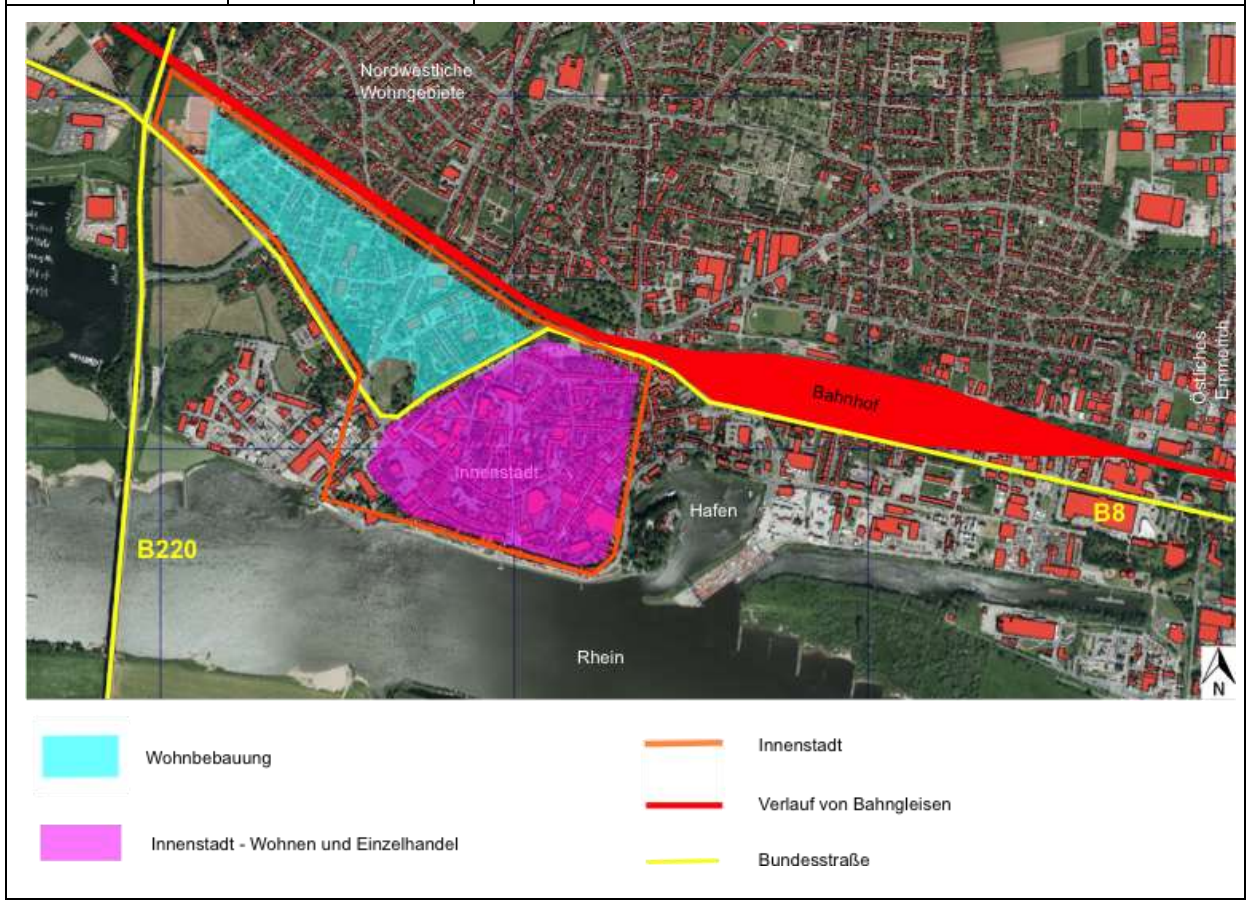 Nordwestliche
Wohngebiete
Bahnhof
Östliches
Emmerich
Innenstadt
Hafen
B8
B220
Rhein
N
Wohnbebauung
Innenstadt - Wohnen und Einzelhandel
Innenstadt
Verlauf von Bahngleisen
Bundesstraße